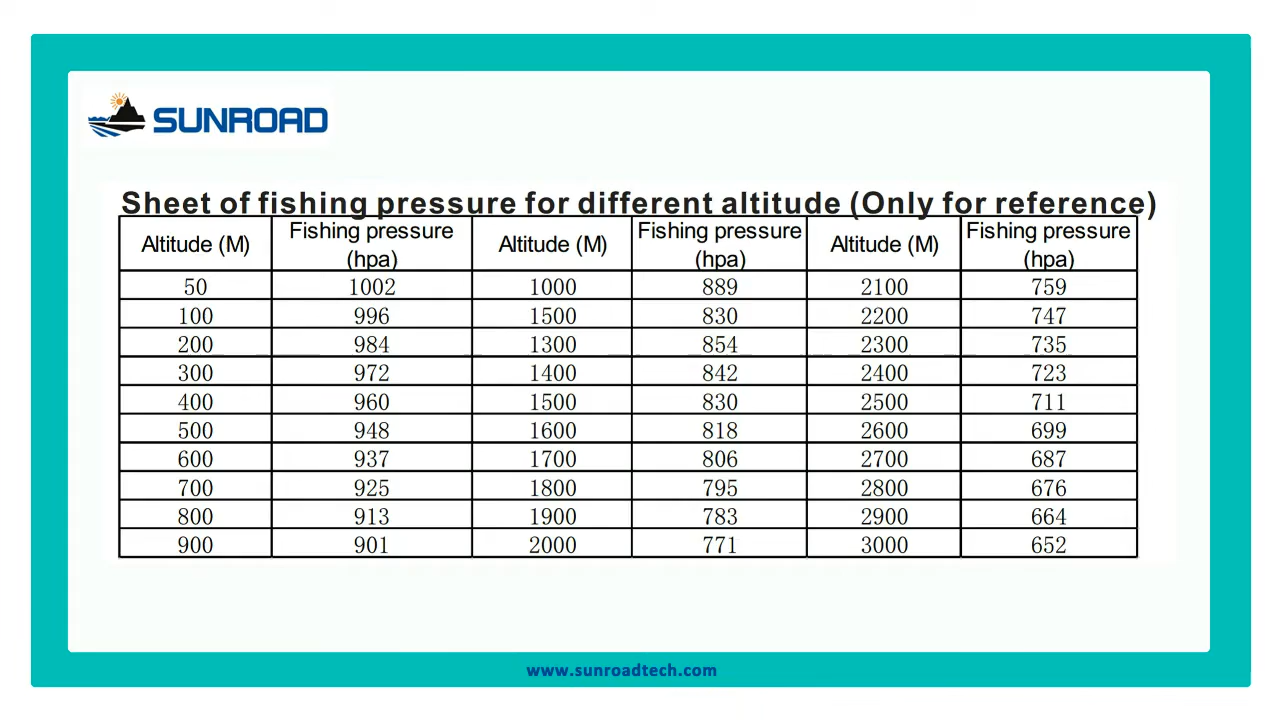 SUNROAD
Sheet of fishing pressure for different altitude (Only for reference)
Altitude (M) Fishing pressure (hpa) Altitude (M) Fishing pressure (hpa) Altitude (M) Fishing pressure (hpa)
50 1002 1000 889 2100 759
100 996 1500 830 2200 747
200 984 1300 854 2300 735
300 972 1400 842 2400 723
400 960 1500 830 2500 711
500 948 1600 818 2600 699
600 937 1700 806 2700 687
700 925 1800 795 2800 676
800 913 1900 783 2900 664
900 901 2000 771 3000 652
www.sunroadtech.com